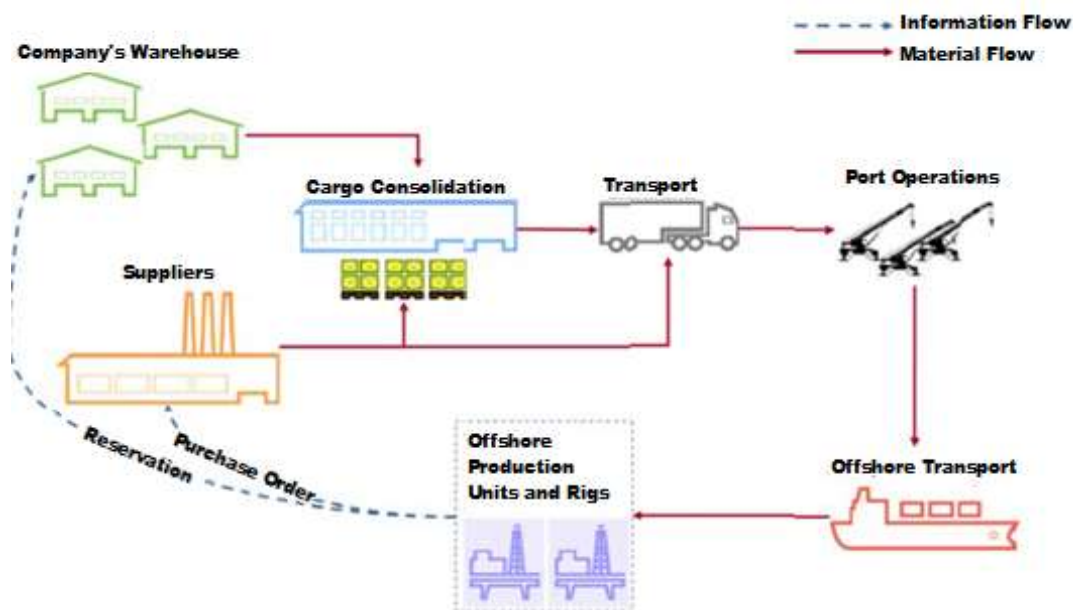 Information Flow
Material Flow
Company's Warehouse
Cargo Consolidation
Transport
Port Operations
Suppliers
Reservation
Purchase Order
Offshore
Production
Units and Rigs
Offshore Transport